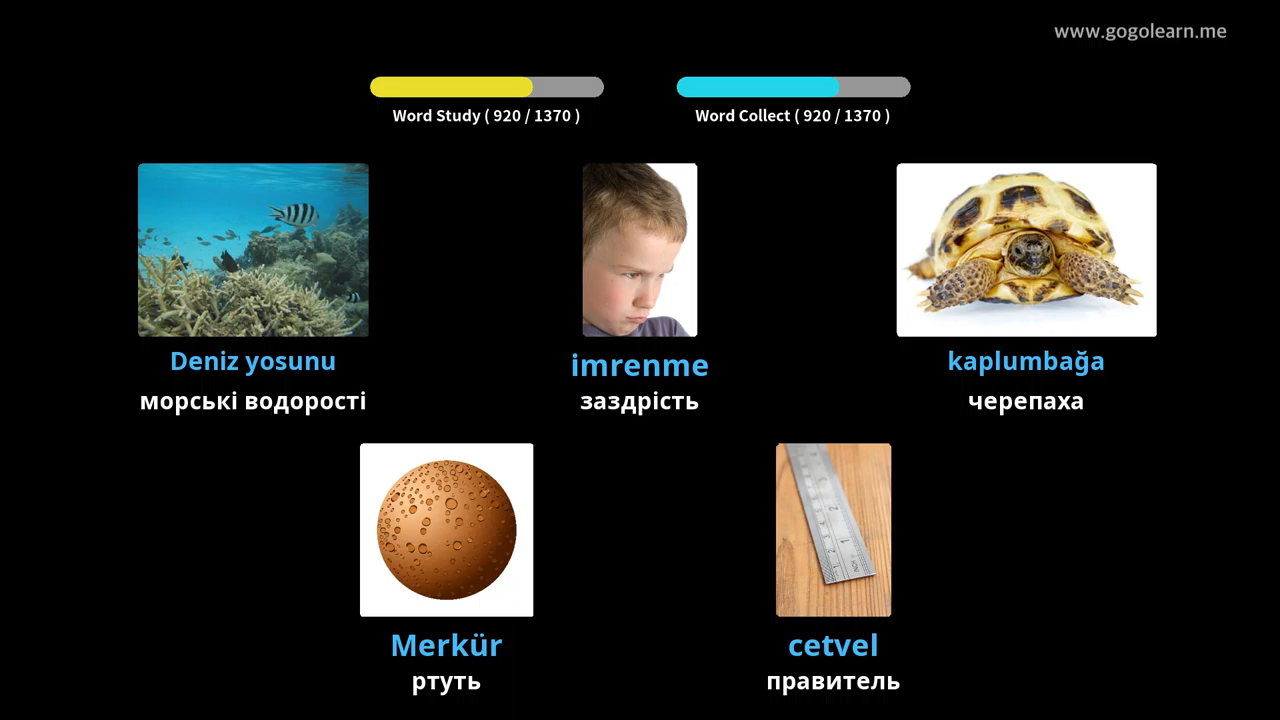 www.gogolearn.me
Word Study ( 920 / 1370 )
Word Collect ( 920 / 1370 )
Deniz yosunu
морські водорості
imrenme
заздрість
kaplumbağa
черепаха
Merkür
ртуть
cetvel
правитель